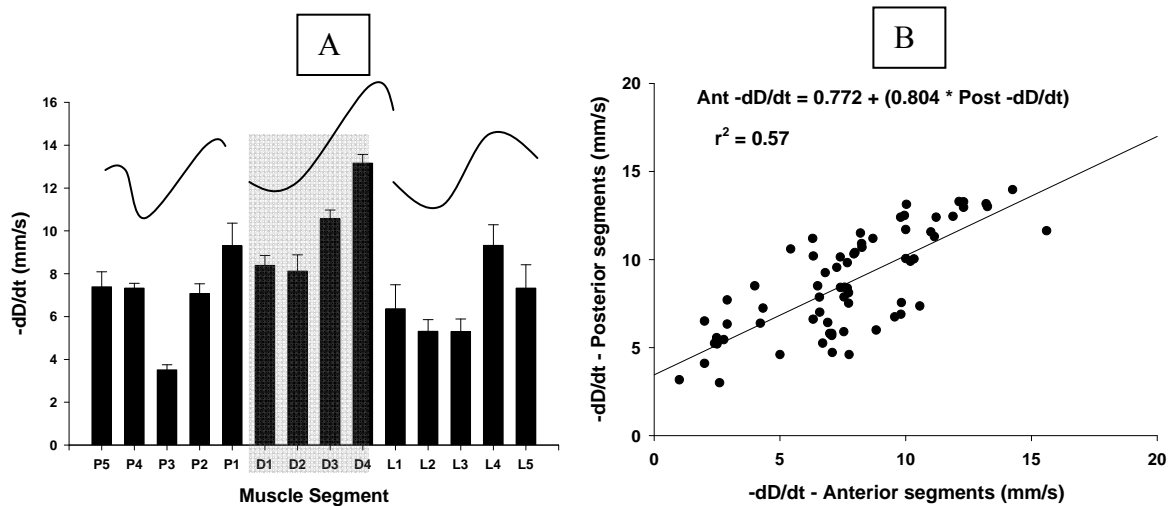 A
16
14
12
10
8
6
4
2
0
-dD/dt (mm/s)
P5 P4 P3 P2 P1 D1 D2 D3 D4 L1 L2 L3 L4 L5
Muscle Segment
B
Ant -dD/dt = 0.772 + (0.804 * Post -dD/dt)
r² = 0.57
20
15
10
5
0
-dD/dt - Posterior segments (mm/s)
0 5 10 15 20
-dD/dt - Anterior segments (mm/s)